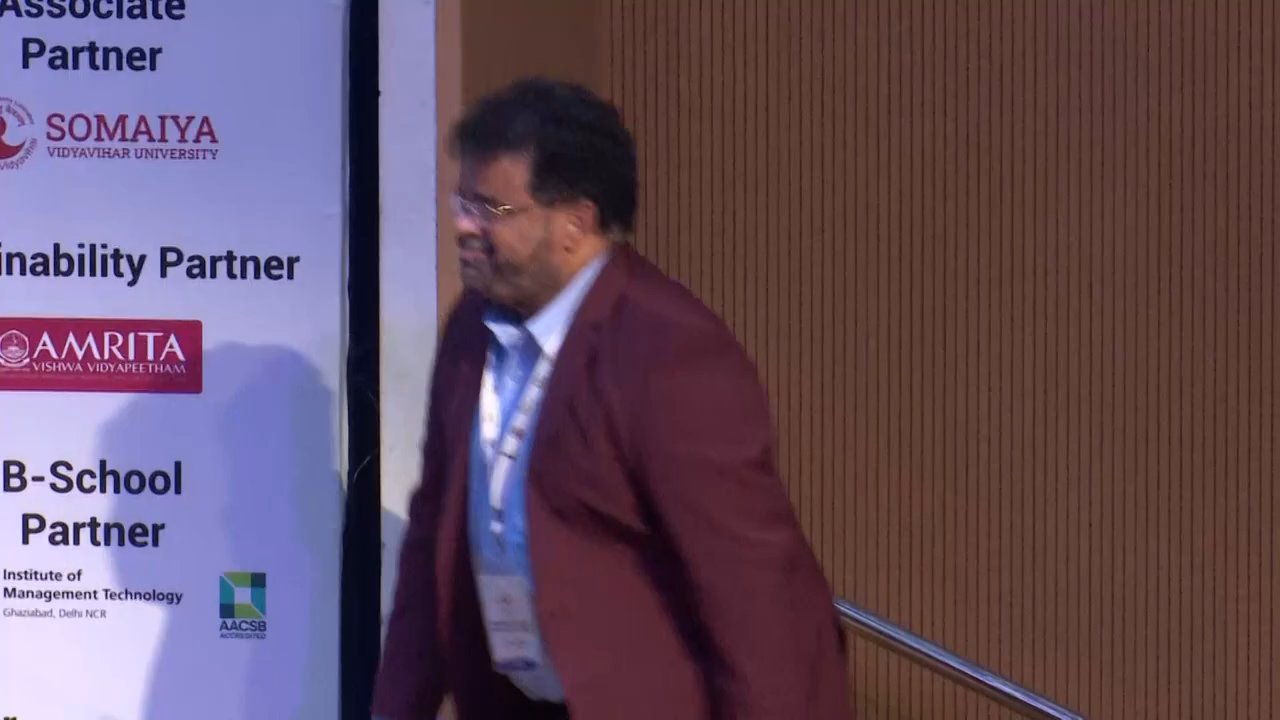 Associate
Partner
SOMAIYA
VIDYAVIHAR UNIVERSITY
inability Partner
AMRITA
VISHWA VIDYAPEETHAM
B-School
Partner
Institute of
Management Technology
Ghaziabad, Delhi NCR
AACSB
ACCREDITED